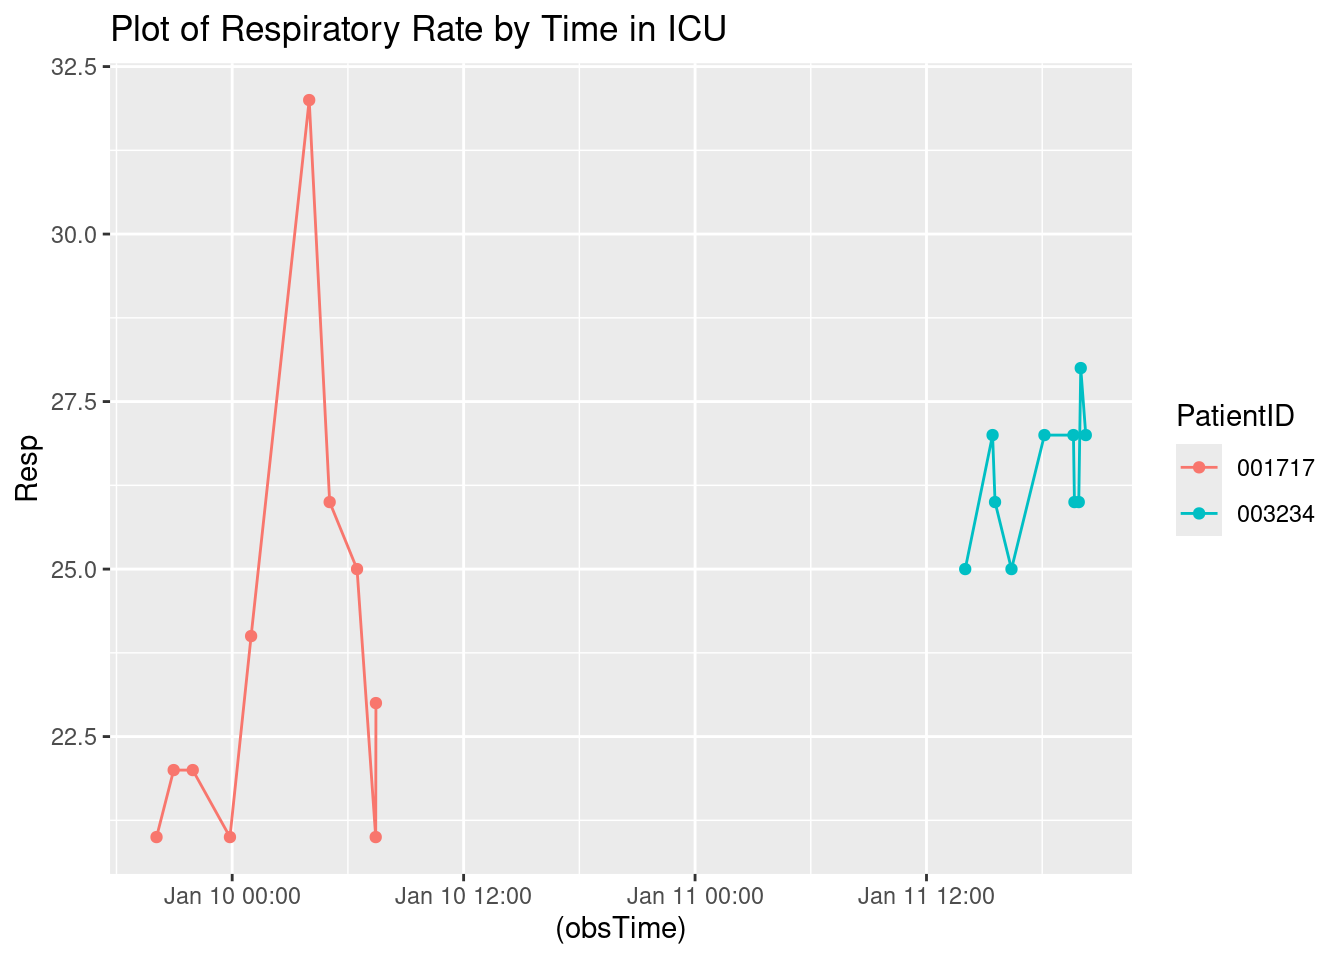 Plot of Respiratory Rate by Time in ICU
32.5
30.0
27.5
25.0
22.5
Resp
Jan 10 00:00 Jan 10 12:00 Jan 11 00:00 Jan 11 12:00
(obsTime)
PatientID
001717
003234